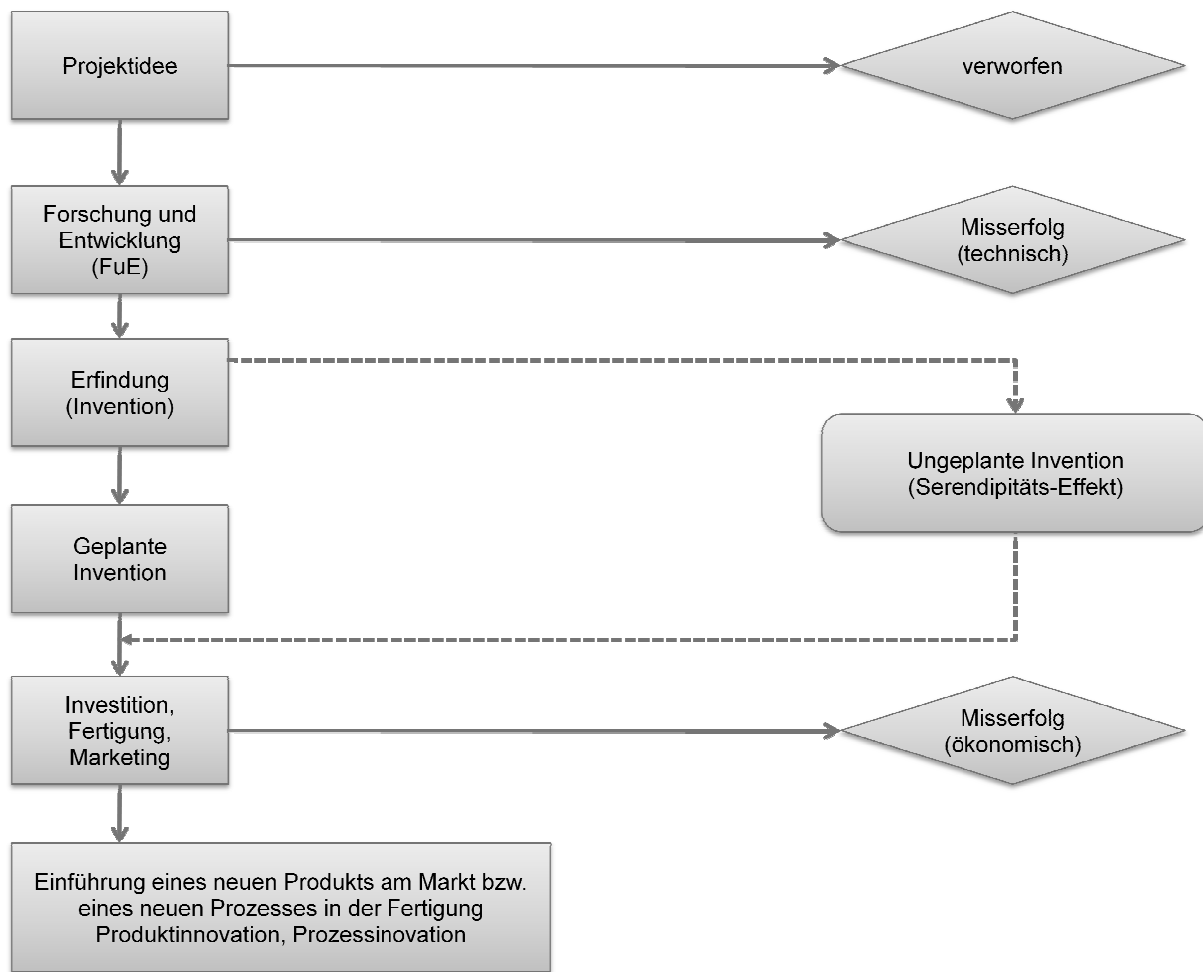 Projektidee
verworfen
Forschung und
Entwicklung
(FuE)
Misserfolg
(technisch)
Erfindung
(Invention)
Ungeplante Invention
(Serendipitäts-Effekt)
Geplante
Invention
Investition,
Fertigung,
Marketing
Misserfolg
(ökonomisch)
Einführung eines neuen Produkts am Markt bzw.
eines neuen Prozesses in der Fertigung
Produktinnovation, Prozessinovation